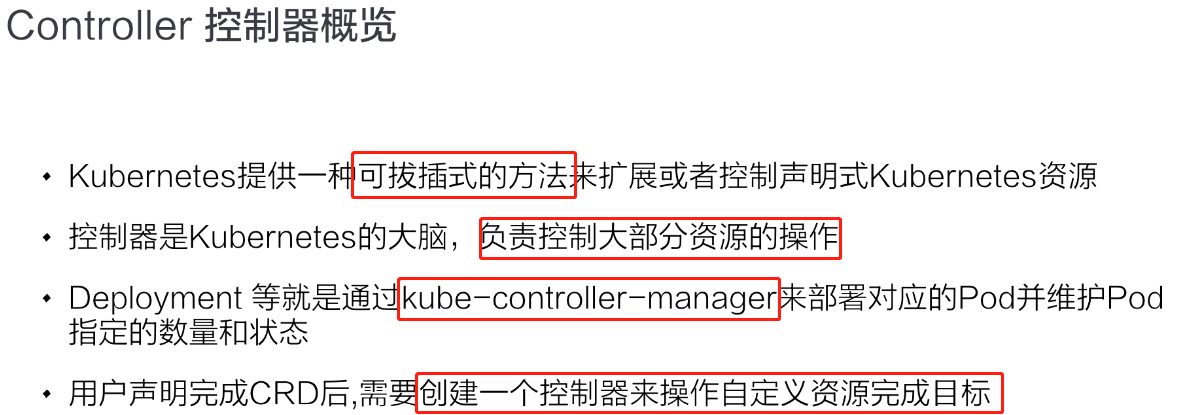 Controller 控制器概览
Kubernetes提供一种可拔插式的方法来扩展或者控制声明式Kubernetes资源
控制器是Kubernetes的大脑，负责控制大部分资源的操作
Deployment 等就是通过kube-controller-manager来部署对应的Pod并维护Pod
指定的数量和状态
用户声明完成CRD后,需要创建一个控制器来操作自定义资源完成目标